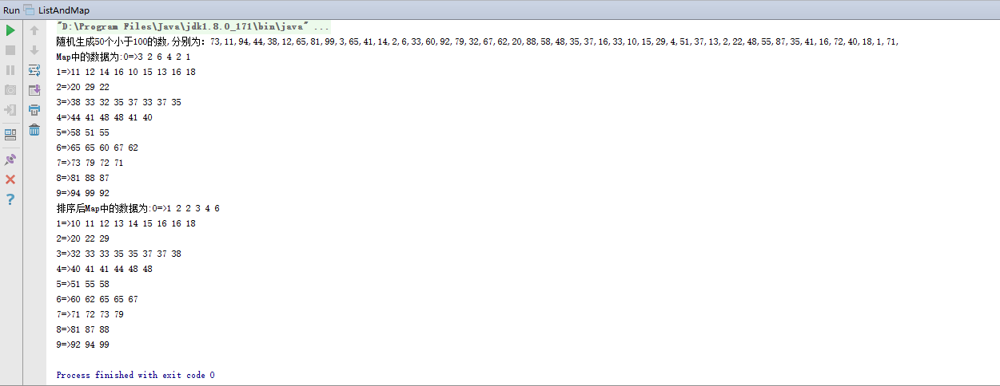 Run ListAndMap
"D:\Program Files\Java\jdk1.8.0_171\bin\java" ...
随机生成50个小于100的数,分别为：73,11,94,44,38,12,65,81,99,3,65,41,14,2,6,33,60,92,79,32,67,62,20,88,58,48,35,37,16,33,10,15,29,4,51,37,13,2,22,48,55,87,35,41,16,72,40,18,1,71,
Map中的数据为:0=>3 2 6 4 2 1
1=>11 12 14 16 10 15 13 16 18
2=>20 29 22
3=>38 33 32 35 37 33 37 35
4=>44 41 48 48 41 40
5=>58 51 55
6=>65 65 60 67 62
7=>73 79 72 71
8=>81 88 87
9=>94 99 92
排序后Map中的数据为:0=>1 2 2 3 4 6
1=>10 11 12 13 14 15 16 16 18
2=>20 22 29
3=>32 33 33 35 35 37 37 38
4=>40 41 41 44 48 48
5=>51 55 58
6=>60 62 65 65 67
7=>71 72 73 79
8=>81 87 88
9=>92 94 99
Process finished with exit code 0